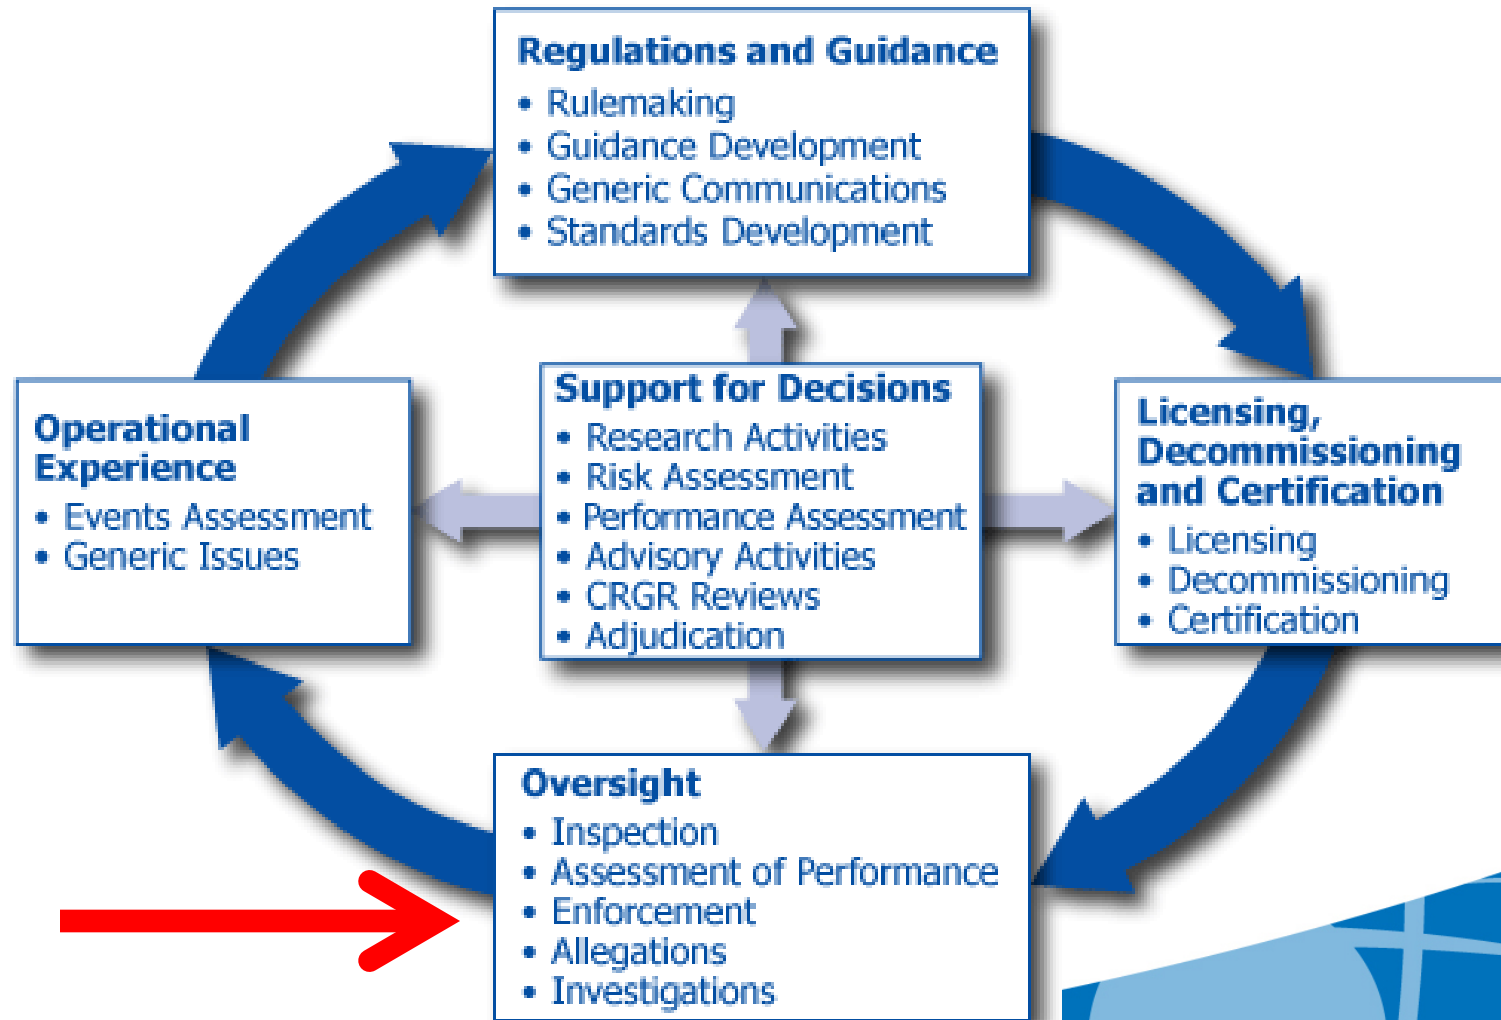 Regulations and Guidance
• Rulemaking
• Guidance Development
• Generic Communications
• Standards Development
Operational
Experience
• Events Assessment
• Generic Issues
Support for Decisions
• Research Activities
• Risk Assessment
• Performance Assessment
• Advisory Activities
• CRGR Reviews
• Adjudication
Licensing,
Decommissioning
and Certification
• Licensing
• Decommissioning
• Certification
Oversight
• Inspection
• Assessment of Performance
• Enforcement
• Allegations
• Investigations